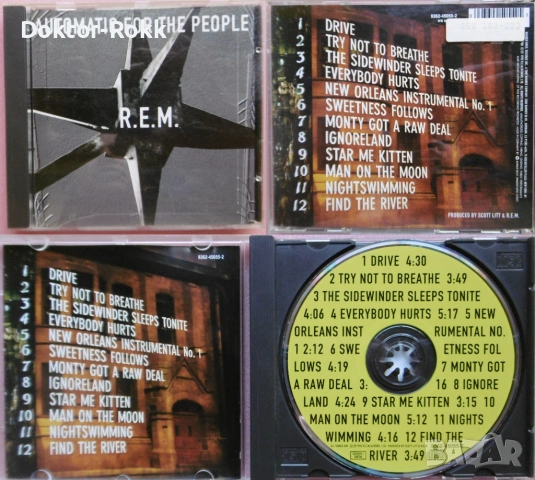 Doktor-Rokk
AUTOMATIC FOR THE PEOPLE
R.E.M.
9362-45055-2
1 DRIVE
2 TRY NOT TO BREATHE
3 THE SIDEWINDER SLEEPS TONITE
4 EVERYBODY HURTS
5 NEW ORLEANS INSTRUMENTAL No. 1
6 SWEETNESS FOLLOWS
7 MONTY GOT A RAW DEAL
8 IGNORELAND
9 STAR ME KITTEN
10 MAN ON THE MOON
11 NIGHTSWIMMING
12 FIND THE RIVER
PRODUCED BY SCOTT LITT & R.E.M.
9362-45055-2
1 DRIVE
2 TRY NOT TO BREATHE
3 THE SIDEWINDER SLEEPS TONITE
4 EVERYBODY HURTS
5 NEW ORLEANS INSTRUMENTAL No. 1
6 SWEETNESS FOLLOWS
7 MONTY GOT A RAW DEAL
8 IGNORELAND
9 STAR ME KITTEN
10 MAN ON THE MOON
11 NIGHTSWIMMING
12 FIND THE RIVER
1 DRIVE 4:30
2 TRY NOT TO BREATHE 3:49
3 THE SIDEWINDER SLEEPS TONITE
4:06 4 EVERYBODY HURTS 5:17 5 NEW
ORLEANS INST RUMENTAL NO.
1 2:12 6 SWE ETNESS FOL
LOWS 4:19 7 MONTY GOT
A RAW DEAL 3: 16 8 IGNORE
LAND 4:24 9 STAR ME KITTEN 3:15 10
MAN ON THE MOON 5:12 11 NIGHTS
WIMMING 4:16 12 FIND THE
RIVER 3:49
bazar